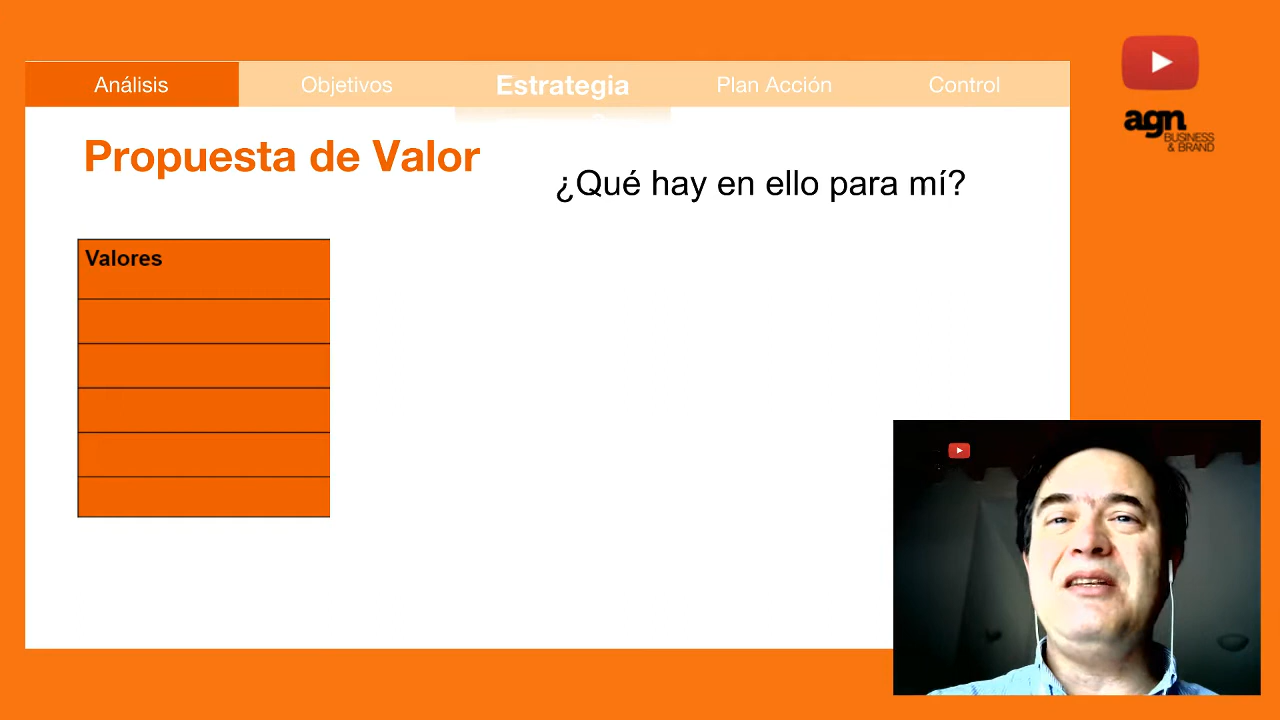 Análisis
Objetivos
Estrategia
Plan Acción
Control
agn
BUSINESS
& BRAND
Propuesta de Valor
¿Qué hay en ello para mí?
Valores